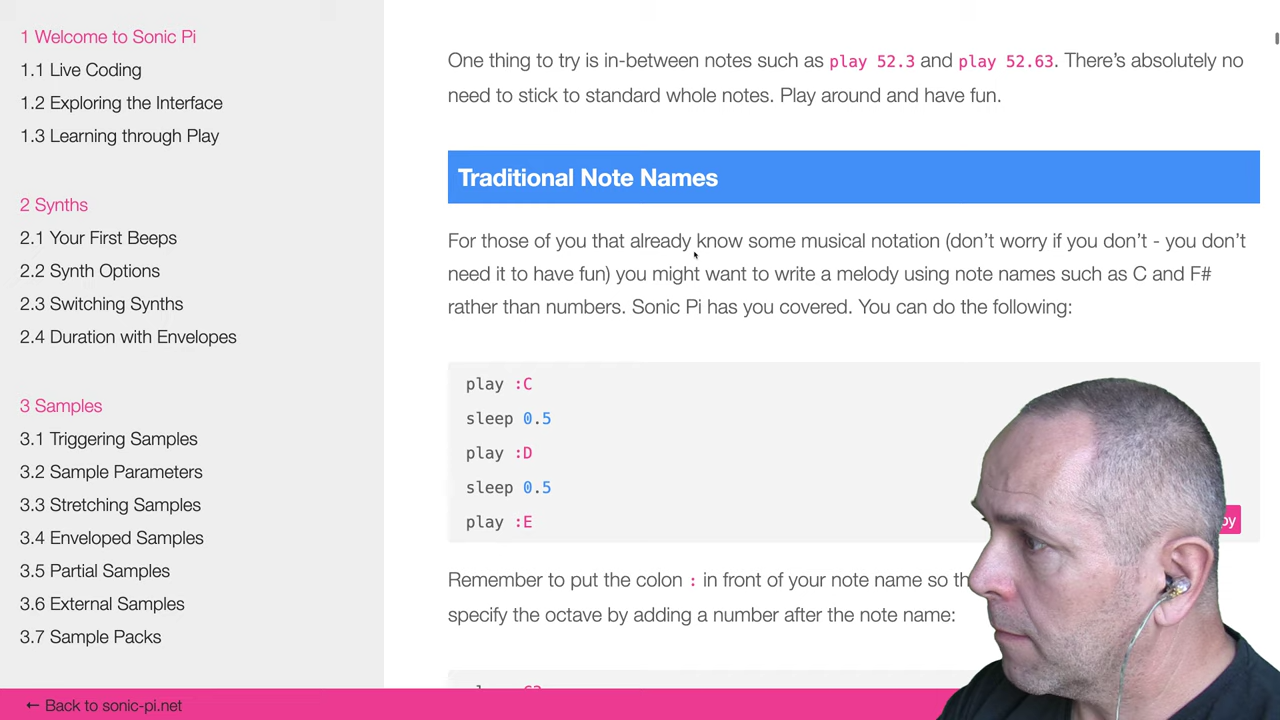 1 Welcome to Sonic Pi
1.1 Live Coding
1.2 Exploring the Interface
1.3 Learning through Play
2 Synths
2.1 Your First Beeps
2.2 Synth Options
2.3 Switching Synths
2.4 Duration with Envelopes
3 Samples
3.1 Triggering Samples
3.2 Sample Parameters
3.3 Stretching Samples
3.4 Enveloped Samples
3.5 Partial Samples
3.6 External Samples
3.7 Sample Packs
← Back to sonic-pi.net
One thing to try is in-between notes such as play 52.3 and play 52.63. There’s absolutely no
need to stick to standard whole notes. Play around and have fun.
Traditional Note Names
For those of you that already know some musical notation (don’t worry if you don’t - you don’t
need it to have fun) you might want to write a melody using note names such as C and F#
rather than numbers. Sonic Pi has you covered. You can do the following:
play :C
sleep 0.5
play :D
sleep 0.5
play :E
Remember to put the colon : in front of your note name so
specify the octave by adding a number after the note name: